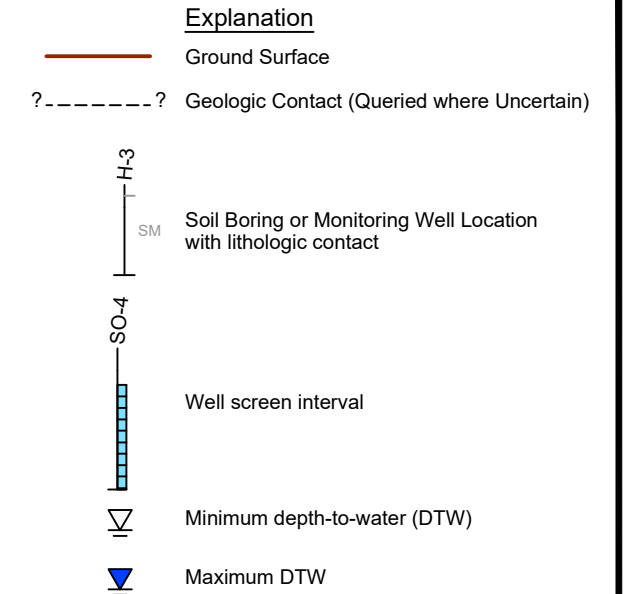 Explanation
Ground Surface
? ? Geologic Contact (Queried where Uncertain)
H-3
SM
Soil Boring or Monitoring Well Location
with lithologic contact
SO-4
Well screen interval
Minimum depth-to-water (DTW)
Maximum DTW